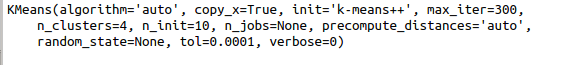 KMeans(algorithm='auto', copy_x=True, init='k-means++', max_iter=300,
n_clusters=4, n_init=10, n_jobs=None, precompute_distances='auto',
random_state=None, tol=0.0001, verbose=0)